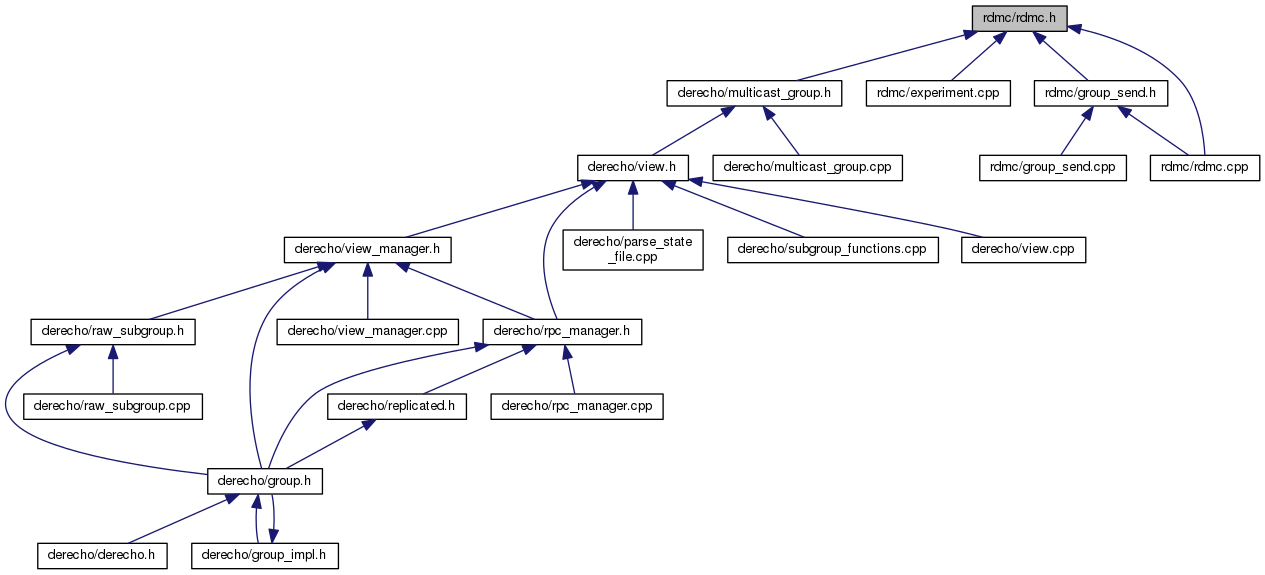 rdmc/rdmc.h
derecho/multicast_group.h
rdmc/experiment.cpp
rdmc/group_send.h
derecho/view.h
derecho/multicast_group.cpp
rdmc/group_send.cpp
rdmc/rdmc.cpp
derecho/view_manager.h
derecho/parse_state
_file.cpp
derecho/subgroup_functions.cpp
derecho/view.cpp
derecho/raw_subgroup.h
derecho/view_manager.cpp
derecho/rpc_manager.h
derecho/raw_subgroup.cpp
derecho/replicated.h
derecho/rpc_manager.cpp
derecho/group.h
derecho/derecho.h
derecho/group_impl.h